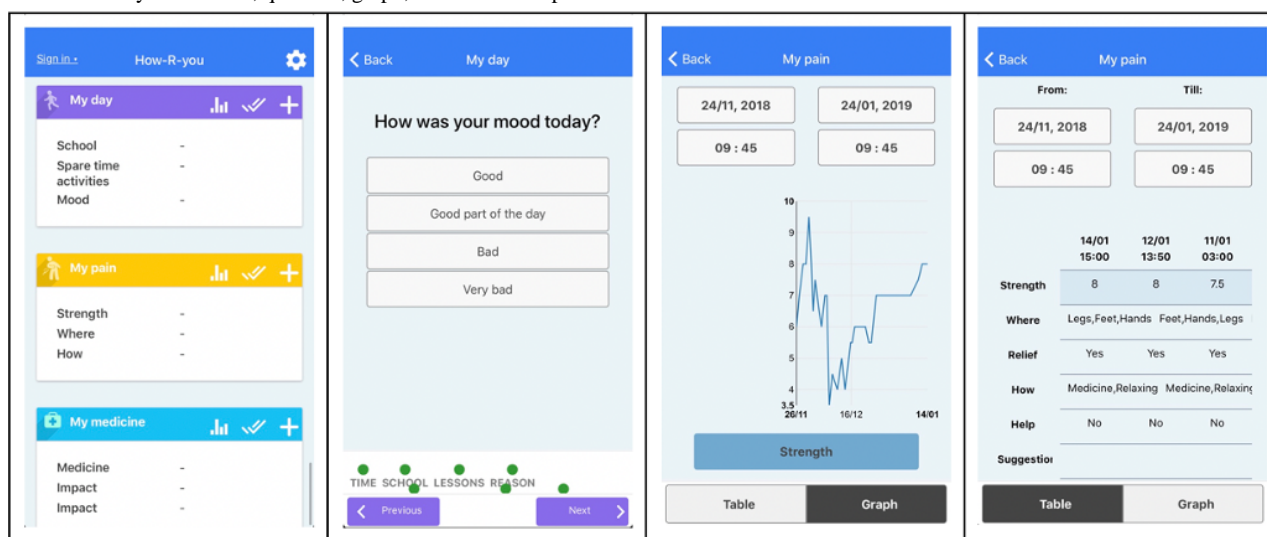 Sign in
How-R-you
My day
School -
Spare time -
activities
Mood -
My pain
Strength -
Where -
How -
My medicine
Medicine -
Impact -
Impact -
Back My day
How was your mood today?
Good
Good part of the day
Bad
Very bad
TIME SCHOOL LESSONS REASON
Previous Next
Back My pain
24/11, 2018 24/01, 2019
09 : 45 09 : 45
10
9
8
7
6
5
4
3.5
26/11 16/12 14/01
Strength
Table Graph
Back My pain
From: Till:
24/11, 2018 24/01, 2019
09 : 45 09 : 45
14/01 12/01 11/01
15:00 13:50 03:00
Strength 8 8 7.5
Where Legs,Feet,Hands Feet,Hands,Legs
Relief Yes Yes Yes
How Medicine,Relaxing Medicine,Relaxing
Help No No No
Suggestion
Table Graph